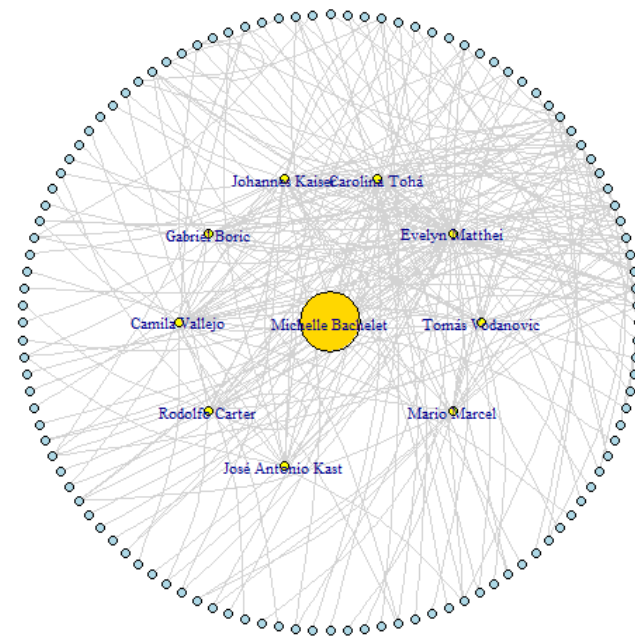 Johannes Kaiser
Carolina Tohá
Gabriel Boric
Evelyn Matthei
Camila Vallejo
Michelle Bachelet
Tomás Vodanovic
Rodolfo Carter
Mario Marcel
José Antonio Kast